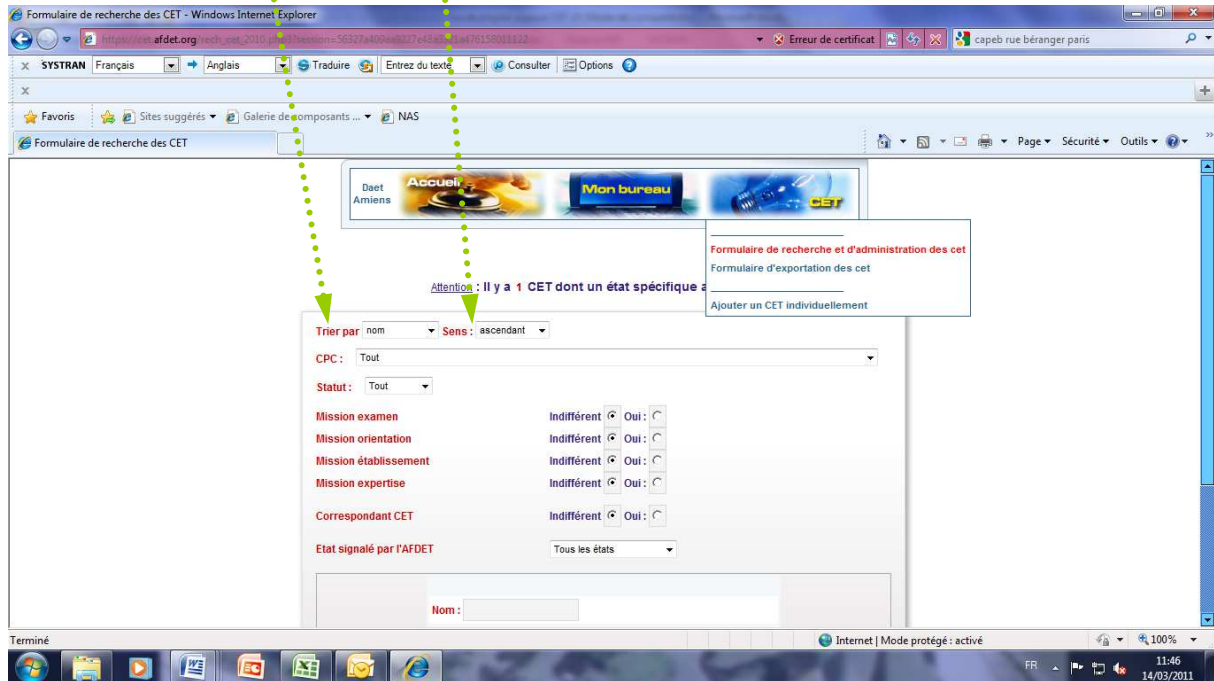 Formulaire de recherche des CET - Windows Internet Explorer
Erreur de certificat capeb rue béranger paris
x SYSTRAN Français Anglais Traduire Entrez du texte Consulter Options
x
Favoris Sites suggérés Galerie de composants ... NAS
Formulaire de recherche des CET Page Sécurité Outils
Daet Amiens Accueil Mon bureau CET
Formulaire de recherche et d'administration des cet
Formulaire d'exportation des cet
Attention : Il y a 1 CET dont un état spécifique a
Ajouter un CET individuellement
Trier par nom Sens : ascendant
CPC : Tout
Statut : Tout
Mission examen Indifférent Oui :
Mission orientation Indifférent Oui :
Mission établissement Indifférent Oui :
Mission expertise Indifférent Oui :
Correspondant CET Indifférent Oui :
Etat signalé par l'AFDET Tous les états
Nom :
Terminé Internet | Mode protégé : activé 100%
FR 11:46
14/03/2011